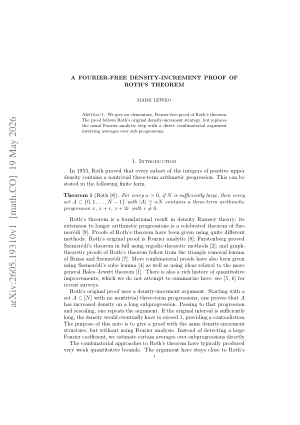 A FOURIER-FREE DENSITY-INCREMENT PROOF OF
ROTH'S THEOREM
MARK LEWKO
Abstract. We give an elementary, Fourier-free proof of Roth's theorem.
The proof follows Roth's original density-increment strategy, but replaces
the usual Fourier-analytic step with a direct combinatorial argument
involving averages over sub-progressions.
1. Introduction
In 1953, Roth proved that every subset of the integers of positive upper
density contains a nontrivial three-term arithmetic progression. This can be
stated in the following finite form.
Theorem 1 (Roth [8]). For every α > 0, if N is sufficiently large, then every
set A ⊂ {0, 1, . . . , N − 1} with |A| ≥ αN contains a three-term arithmetic
progression x, x + r, x + 2r with r ≠ 0.
Roth's theorem is a foundational result in density Ramsey theory; its
extension to longer arithmetic progressions is a celebrated theorem of Sze-
merédi [9]. Proofs of Roth's theorem have been given using quite different
methods: Roth's original proof is Fourier analytic [8]; Furstenberg proved
Szemerédi's theorem in full using ergodic-theoretic methods [2]; and graph-
theoretic proofs of Roth's theorem follow from the triangle removal lemma
of Ruzsa and Szemerédi [7]. More combinatorial proofs have also been given
using Szemerédi's cube lemma [4] as well as using ideas related to the more
general Hales–Jewett theorem [1]. There is also a rich history of quantitative
improvements, which we do not attempt to summarize here; see [5, 6] for
recent surveys.
Roth's original proof uses a density-increment argument. Starting with a
set A ⊂ [N] with no nontrivial three-term progressions, one proves that A
has increased density on a long subprogression. Passing to that progression
and rescaling, one repeats the argument. If the original interval is sufficient
long, the density would eventually have to exceed 1, providing a contradiction.
The purpose of this note is to give a proof with the same density-increment
structure, but without using Fourier analysis. Instead of detecting a large
Fourier coefficient, we estimate certain averages over subprogressions directly.
The combinatorial approaches to Roth's theorem have typically produced
very weak quantitative bounds. The argument here stays close to Roth's
1
arXiv:2605.19310v1 [math.CO] 19 May 2026